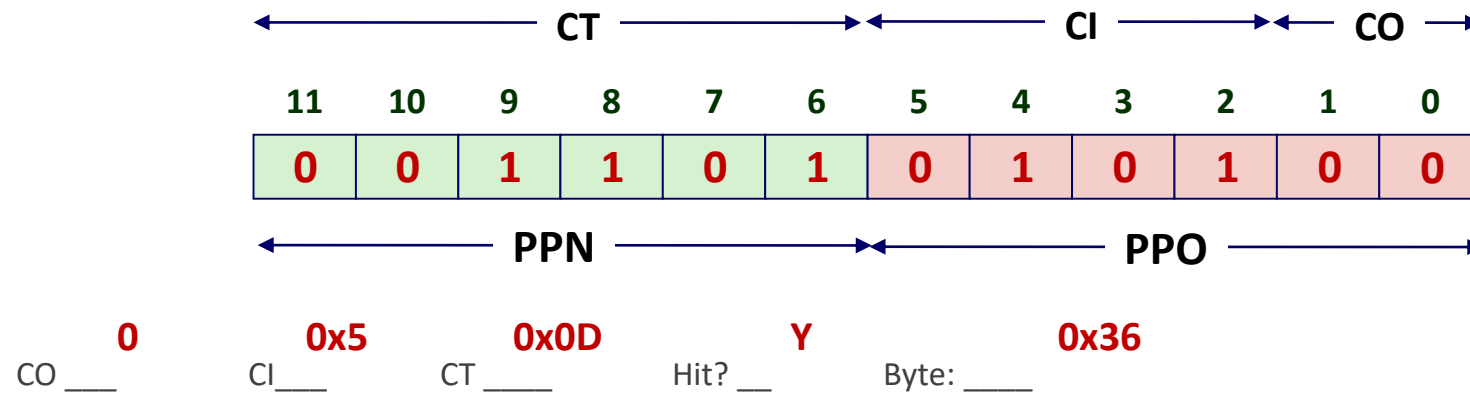 CT CI CO
11 10 9 8 7 6 5 4 3 2 1 0
0 0 1 1 0 1 0 1 0 1 0 0
PPN PPO
0 0x5 0x0D Y 0x36
CO ___ CI___ CT ____ Hit? __ Byte: ____